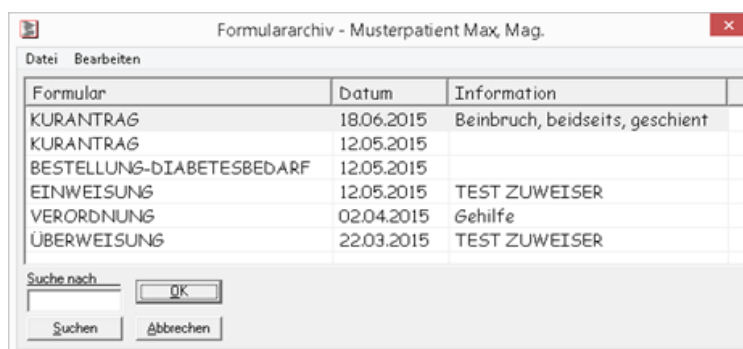 Formulararchiv - Musterpatient Max, Mag.
Datei Bearbeiten
Formular Datum Information
KURANTRAG 18.06.2015 Beinbruch, beidseits, geschient
KURANTRAG 12.05.2015
BESTELLUNG-DIABETESBEDARF 12.05.2015
EINWEISUNG 12.05.2015 TEST ZUWEISER
VERORDNUNG 02.04.2015 Gehilfe
ÜBERWEISUNG 22.03.2015 TEST ZUWEISER
Suche nach
OK
Suchen Abbrechen